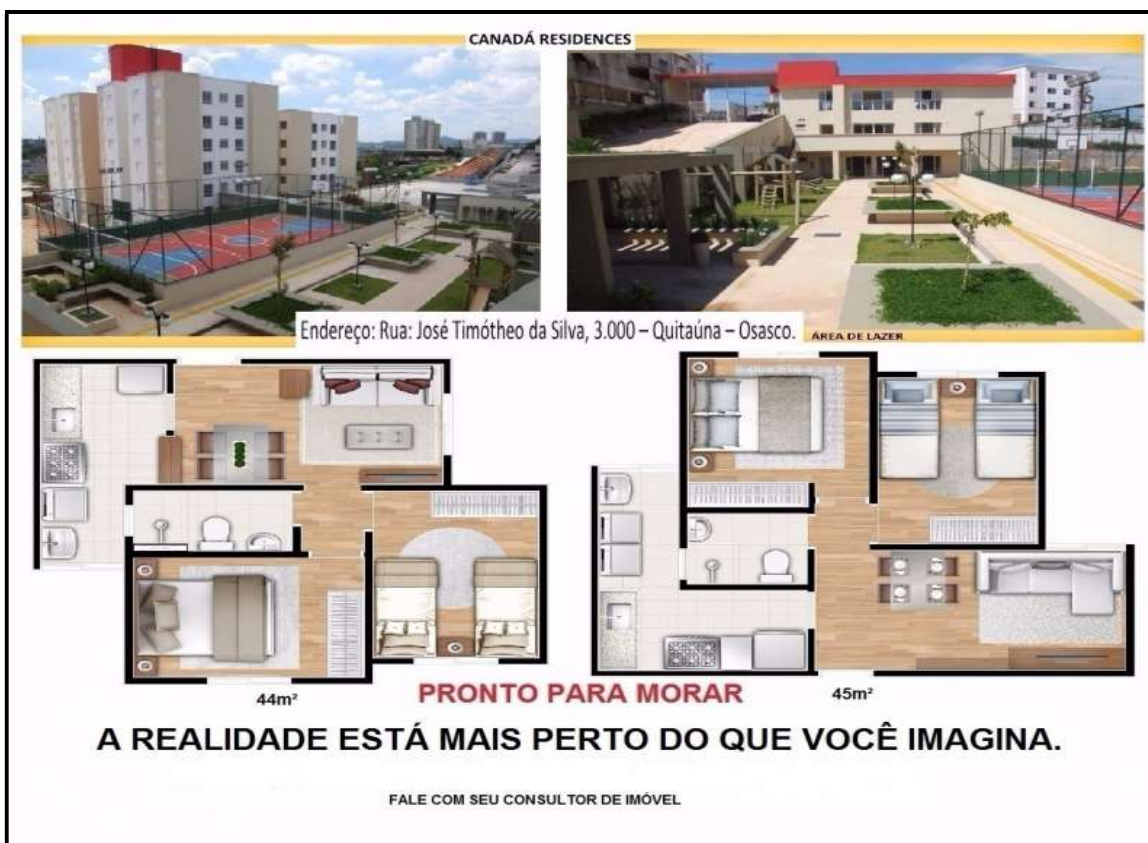 CANADÁ RESIDENCES
Endereço: Rua: José Timótheo da Silva, 3.000 – Quitaúna – Osasco.
ÁREA DE LAZER
44m²
PRONTO PARA MORAR
45m²
A REALIDADE ESTÁ MAIS PERTO DO QUE VOCÊ IMAGINA.
FALE COM SEU CONSULTOR DE IMÓVEL